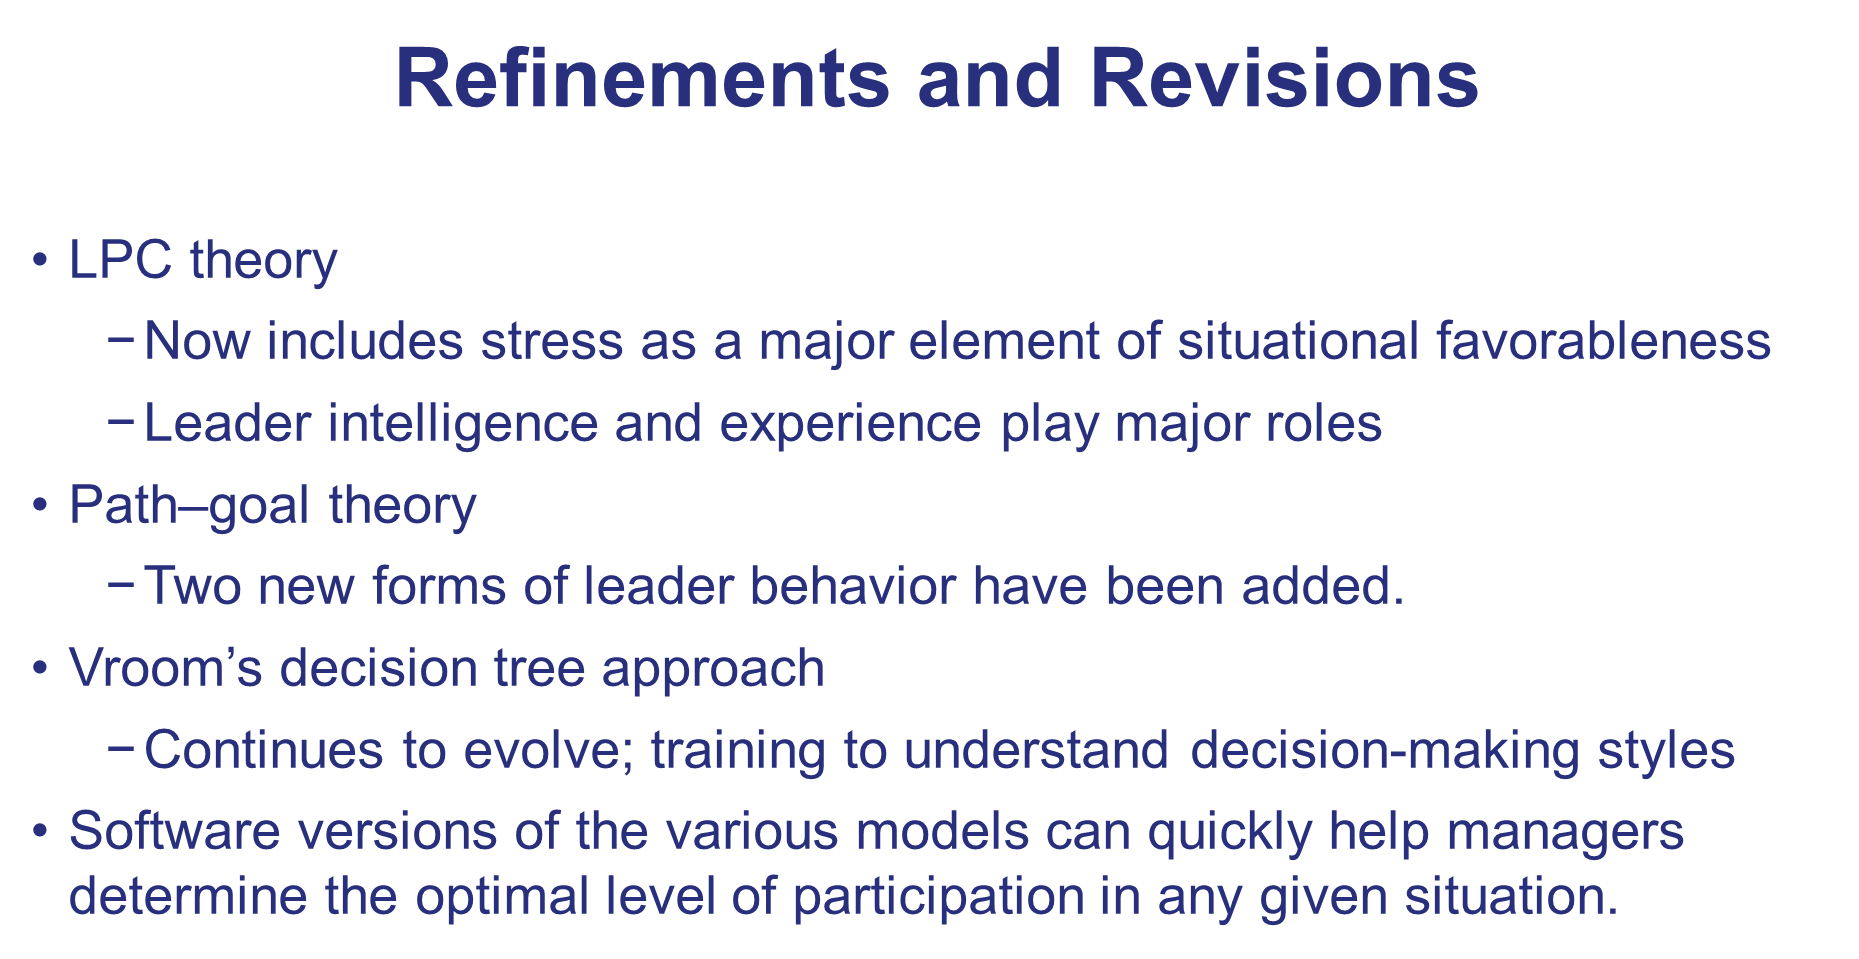 Refinements and Revisions
• LPC theory
− Now includes stress as a major element of situational favorableness
− Leader intelligence and experience play major roles
• Path–goal theory
− Two new forms of leader behavior have been added.
• Vroom’s decision tree approach
− Continues to evolve; training to understand decision-making styles
• Software versions of the various models can quickly help managers
determine the optimal level of participation in any given situation.